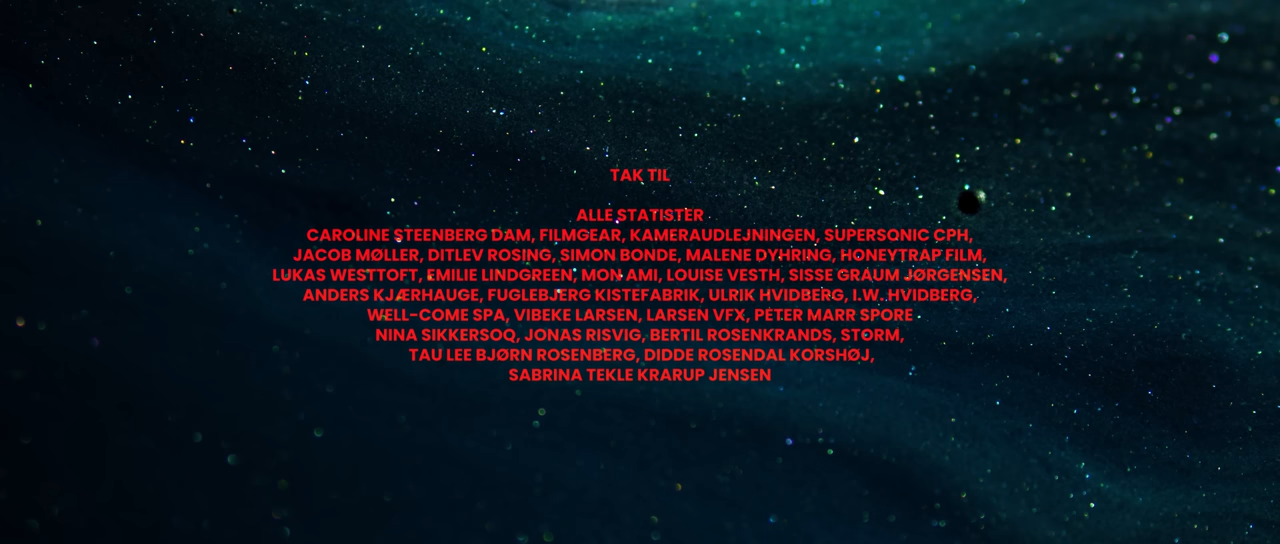 TAK TIL
ALLE STATISTER
CAROLINE STEENBERG DAM, FILMGEAR, KAMERAUDLEJNINGEN, SUPERSONIC CPH,
JACOB MØLLER, DITLEV ROSING, SIMON BONDE, MALENE DYHRING, HONEYTRAP FILM,
LUKAS WESTTOFT, EMILIE LINDGREEN, MON AMI, LOUISE VESTH, SISSE GRAUM JØRGENSEN,
ANDERS KJÆRHAUGE, FUGLEBJERG KISTEFABRIK, ULRIK HVIDBERG, I.W. HVIDBERG,
WELL-COME SPA, VIBEKE LARSEN, LARSEN VFX, PETER MARR SPORE
NINA SIKKERSOQ, JONAS RISVIG, BERTIL ROSENKRANDS, STORM,
TAU LEE BJØRN ROSENBERG, DIDDE ROSENDAL KORSHØJ,
SABRINA TEKLE KRARUP JENSEN